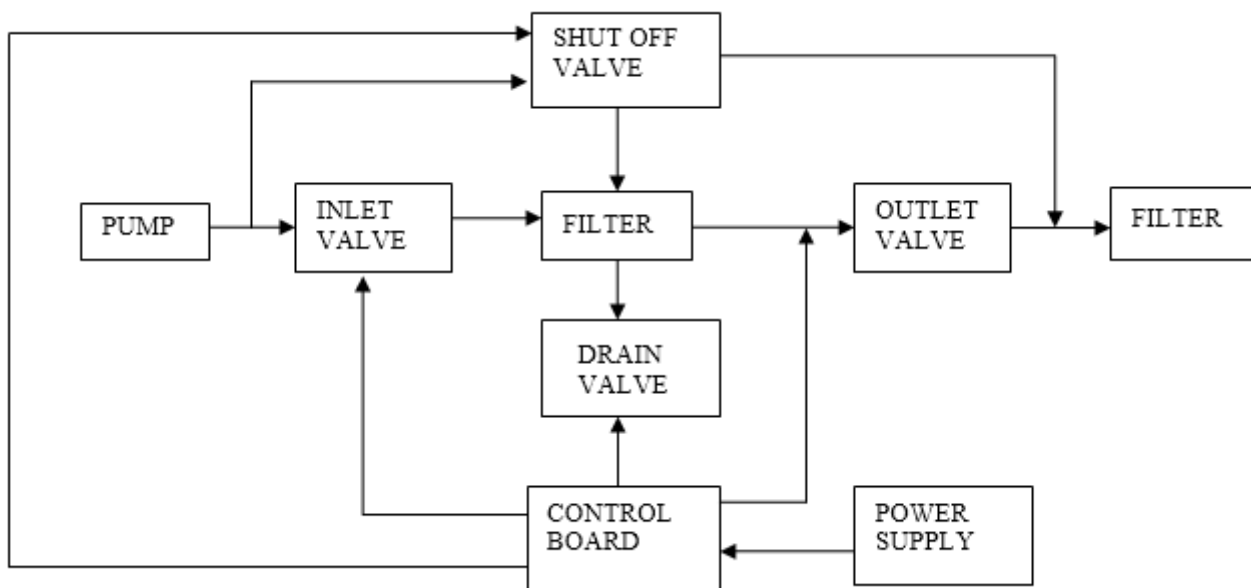 SHUT OFF
VALVE
PUMP
INLET
VALVE
FILTER
OUTLET
VALVE
FILTER
DRAIN
VALVE
CONTROL
BOARD
POWER
SUPPLY